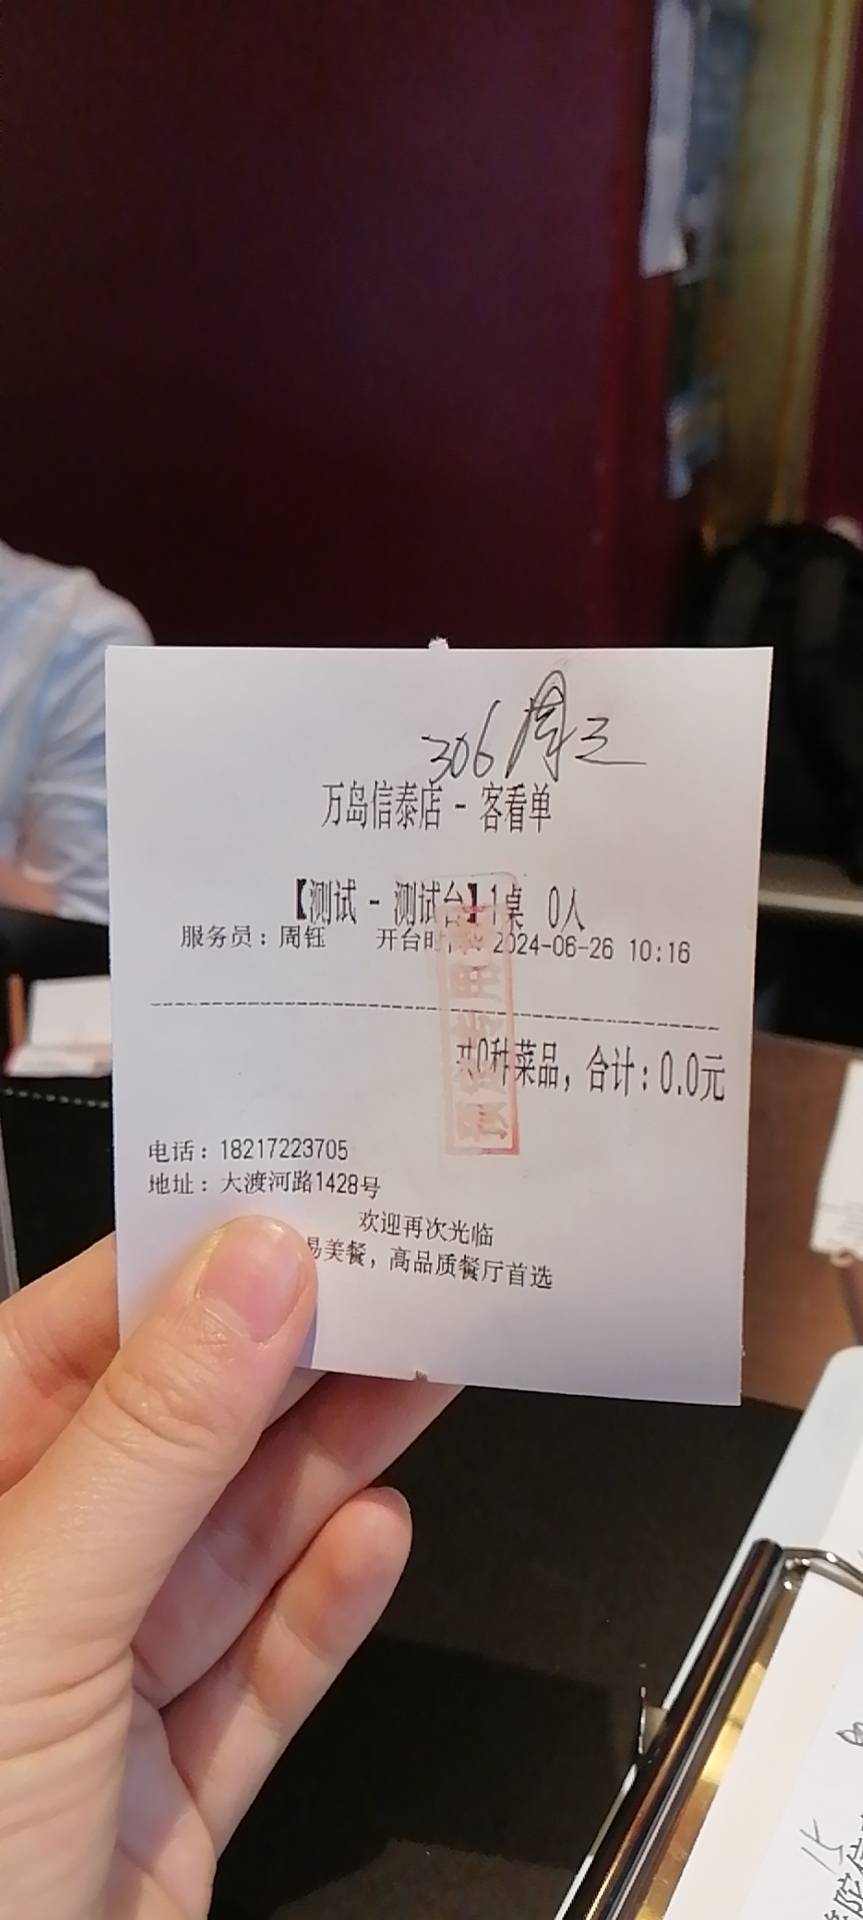 306 周三
万岛信泰店 - 客看单
【测试 - 测试台】1桌 0人
服务员：周钰 开台时 2024-06-26 10:16
共0种菜品，合计：0.0元
电话：18217223705
地址：大渡河路1428号
欢迎再次光临
易美餐，高品质餐厅首选